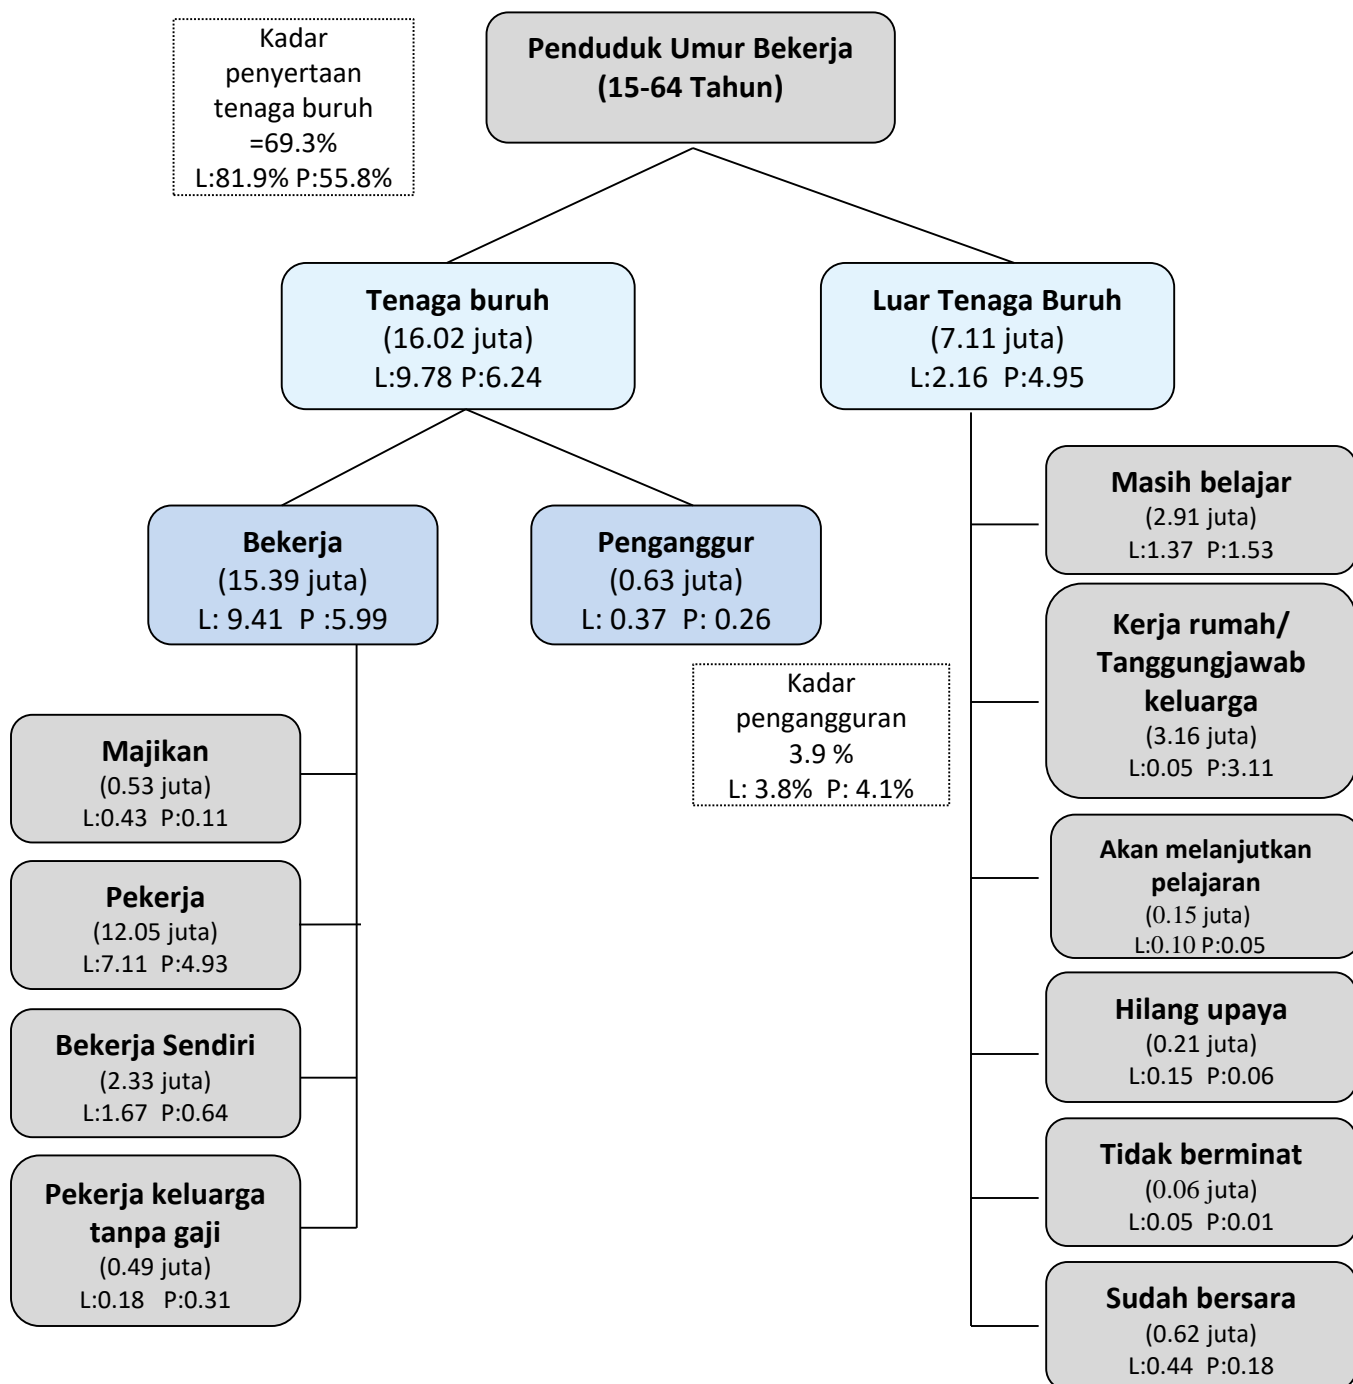 Kadar
penyertaan
tenaga buruh
=69.3%
L:81.9% P:55.8%
Penduduk Umur Bekerja
(15-64 Tahun)
Tenaga buruh
(16.02 juta)
L:9.78 P:6.24
Luar Tenaga Buruh
(7.11 juta)
L:2.16 P:4.95
Bekerja
(15.39 juta)
L: 9.41 P :5.99
Penganggur
(0.63 juta)
L: 0.37 P: 0.26
Kadar
pengangguran
3.9 %
L: 3.8% P: 4.1%
Majikan
(0.53 juta)
L:0.43 P:0.11
Pekerja
(12.05 juta)
L:7.11 P:4.93
Bekerja Sendiri
(2.33 juta)
L:1.67 P:0.64
Pekerja keluarga
tanpa gaji
(0.49 juta)
L:0.18 P:0.31
Masih belajar
(2.91 juta)
L:1.37 P:1.53
Kerja rumah/
Tanggungjawab
keluarga
(3.16 juta)
L:0.05 P:3.11
Akan melanjutkan
pelajaran
(0.15 juta)
L:0.10 P:0.05
Hilang upaya
(0.21 juta)
L:0.15 P:0.06
Tidak berminat
(0.06 juta)
L:0.05 P:0.01
Sudah bersara
(0.62 juta)
L:0.44 P:0.18